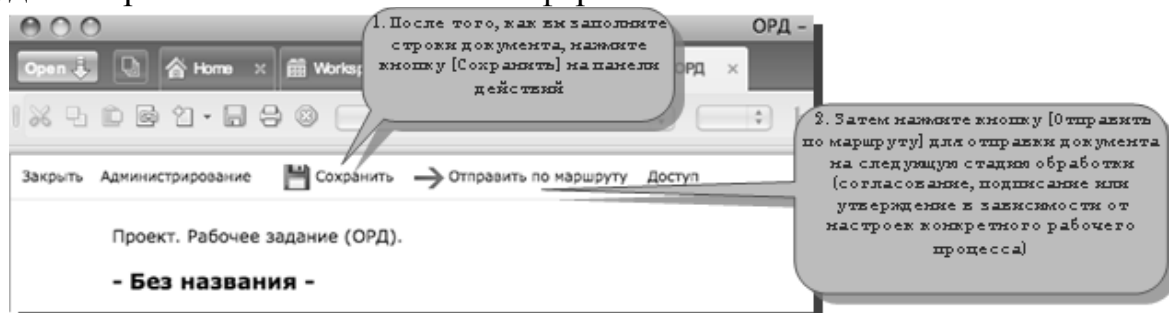 ОРД –
1. После того, как вы заполните
строки документа, нажмите
кнопку [Сохранить] на панели
действий
Open
Home
Works
ОРД
2. Затем нажмите кнопку [Отправить
по маршруту] для отправки документа
на следующую стадию обработки
(согласование, подписание или
утверждение в зависимости от
настроек конкретного рабочего
процесса)
Закрыть Администрирование Сохранить Отправить по маршруту Доступ
Проект. Рабочее задание (ОРД).
- Без названия -